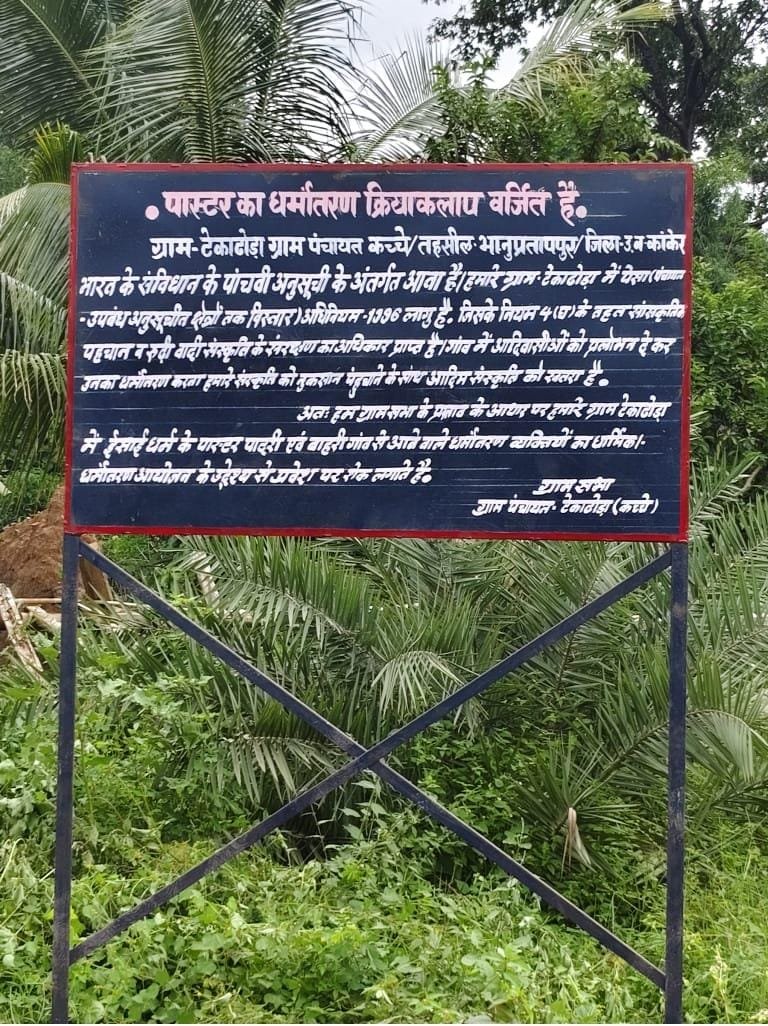 • पास्टर का धर्मांतरण क्रियाकलाप वर्जित है.
ग्राम-टेकाढोड़ा ग्राम पंचायत कच्चे/तहसील-भानुप्रतापपुर/जिला-उ.ब-कांकेर
भारत के संविधान के पांचवी अनुसूची के अंतर्गत आता है। हमारे ग्राम-टेकाढोड़ा में पेसा (पंचायत
-उपबंध अनुसूचीत क्षेत्रों तक विस्तार) अधिनियम-1996 लागु है. जिसके नियम 4(घ) के तहत सांसकृतिक
पहचान व रुढ़ी वादी संस्कृति के संरक्षण का अधिकार प्राप्त है। गांव में आदिवासीओं को प्रलोभन देकर
उनका धर्मांतरण करना हमारे संस्कृति को नुकसान पंहुचाने के साथ आदिम संस्कृति को खतरा है.
अतः हम ग्रामसभा के प्रस्ताव के आधार पर हमारे ग्राम टेकाढोड़ा
में ईसाई धर्म के पास्टर पादरी एवं बाहरी गांव से आने वाले धर्मांतरण व्यक्तियों का धार्मिक।-
धर्मांतरण आयोजन के उद्देश्य से प्रवेश पर रोक लगाते है.
ग्राम सभा
ग्राम पंचायत- टेकाढोड़ा (कच्चे)